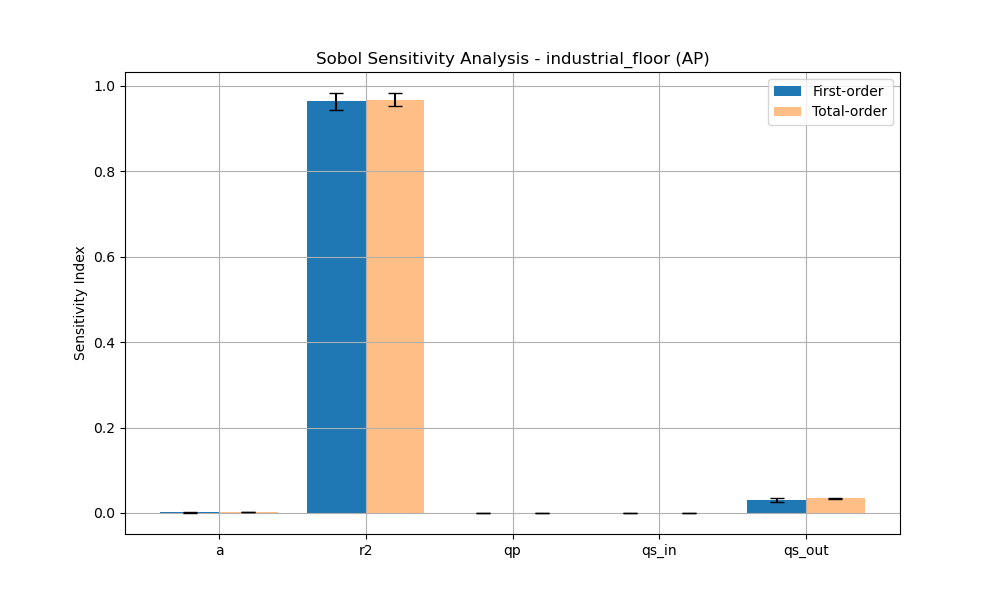 Sobol Sensitivity Analysis - industrial_floor (AP)
First-order
Total-order
Sensitivity Index
1.0
0.8
0.6
0.4
0.2
0.0
a
r2
qp
qs_in
qs_out